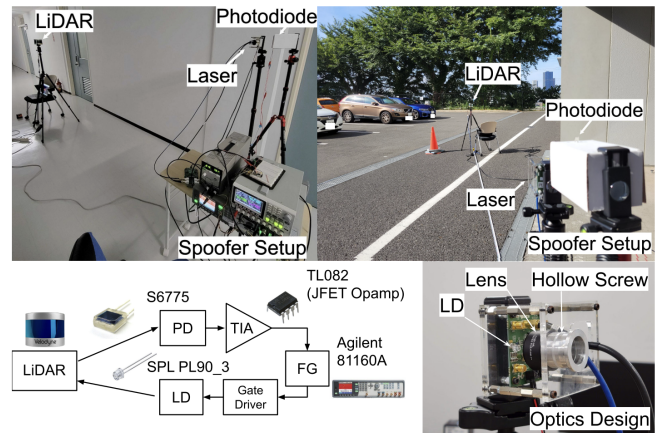 LiDAR
Photodiode
Laser
Spoofer Setup
LiDAR
Photodiode
Laser
Spoofer Setup
TL082
(JFET Opamp)
S6775
PD
TIA
Velodyne
LiDAR
SPL PL90_3
LD
Gate
Driver
FG
Agilent
81160A
Lens
Hollow Screw
LD
Optics Design